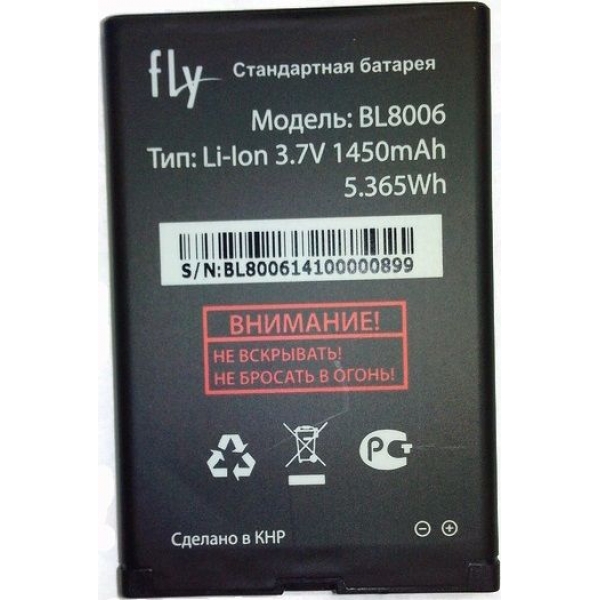 fly Стандартная батарея
Модель: BL8006
Тип: Li-Ion 3.7V 1450mAh
5.365Wh
S/N:BL800614100000899
ВНИМАНИЕ!
НЕ ВСКРЫВАТЬ!
НЕ БРОСАТЬ В ОГОНЬ!
Сделано в КНР